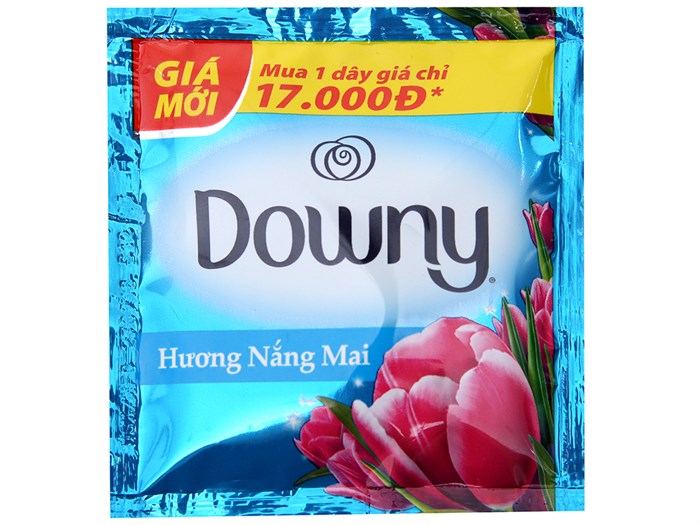 GIÁ
MỚI
Mua 1 dây giá chỉ
17.000Đ*
Downy
Hương Nắng Mai